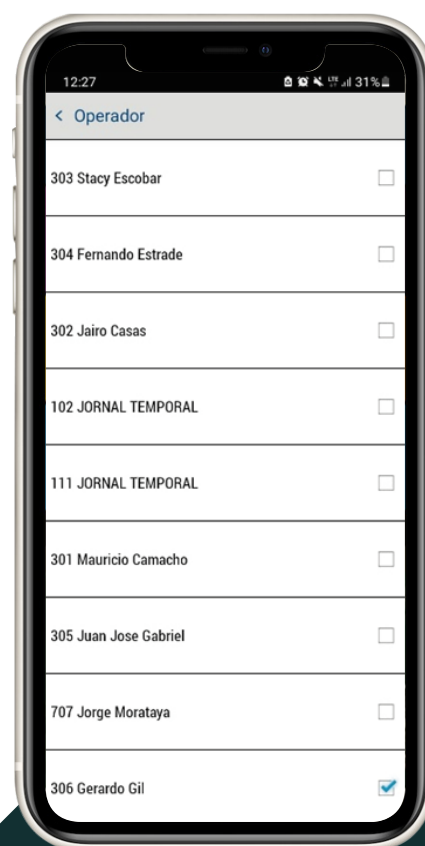 12:27 LTE 31%
< Operador
303 Stacy Escobar
304 Fernando Estrade
302 Jairo Casas
102 JORNAL TEMPORAL
111 JORNAL TEMPORAL
301 Mauricio Camacho
305 Juan Jose Gabriel
707 Jorge Morataya
306 Gerardo Gil